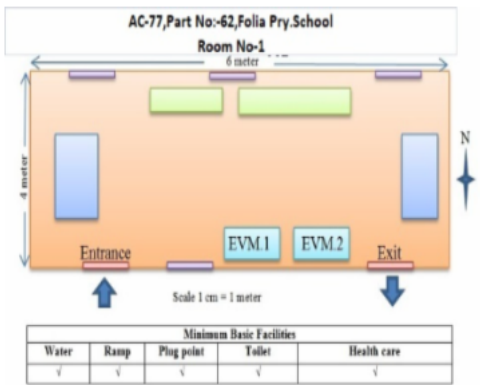 AC-77,Part No:-62,Folia Pry.School
Room No-1
6 meter
4 meter
N
EVM.1 EVM.2
Entrance Exit
Scale 1 cm = 1 meter
Minimum Basic Facilities
Water Ramp Plug point Toilet Health care
√ √ √ √ √